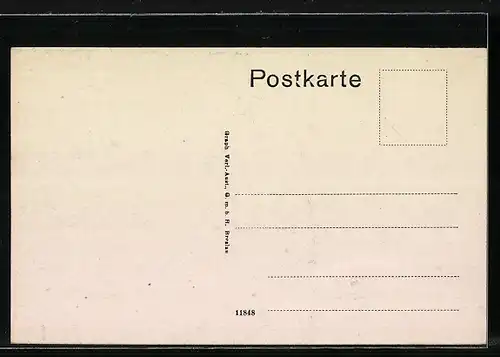 Postkarte
Graph. Verl.-Anst., G. m. b. H. Breslau
11848